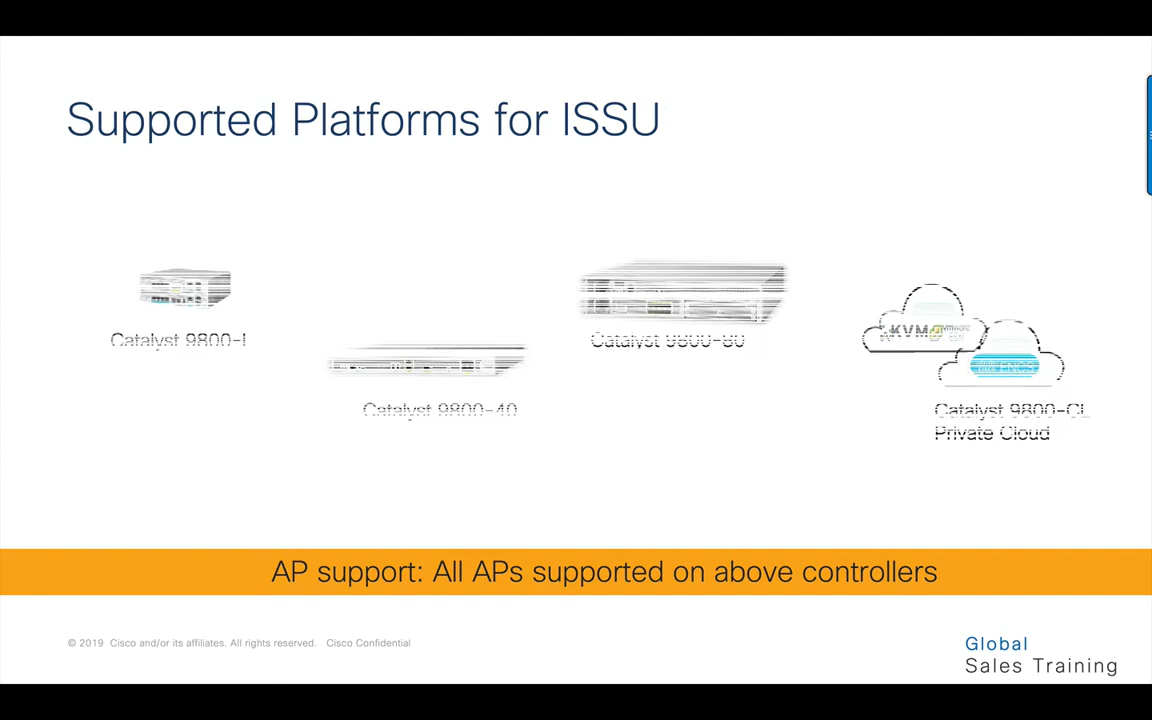 Supported Platforms for ISSU
Catalyst 9800-L
Catalyst 9800-80
KVM vmware
Catalyst 9800-40
Catalyst 9800-CL
Private Cloud
AP support: All APs supported on above controllers
© 2019 Cisco and/or its affiliates. All rights reserved. Cisco Confidential
Global
Sales Training